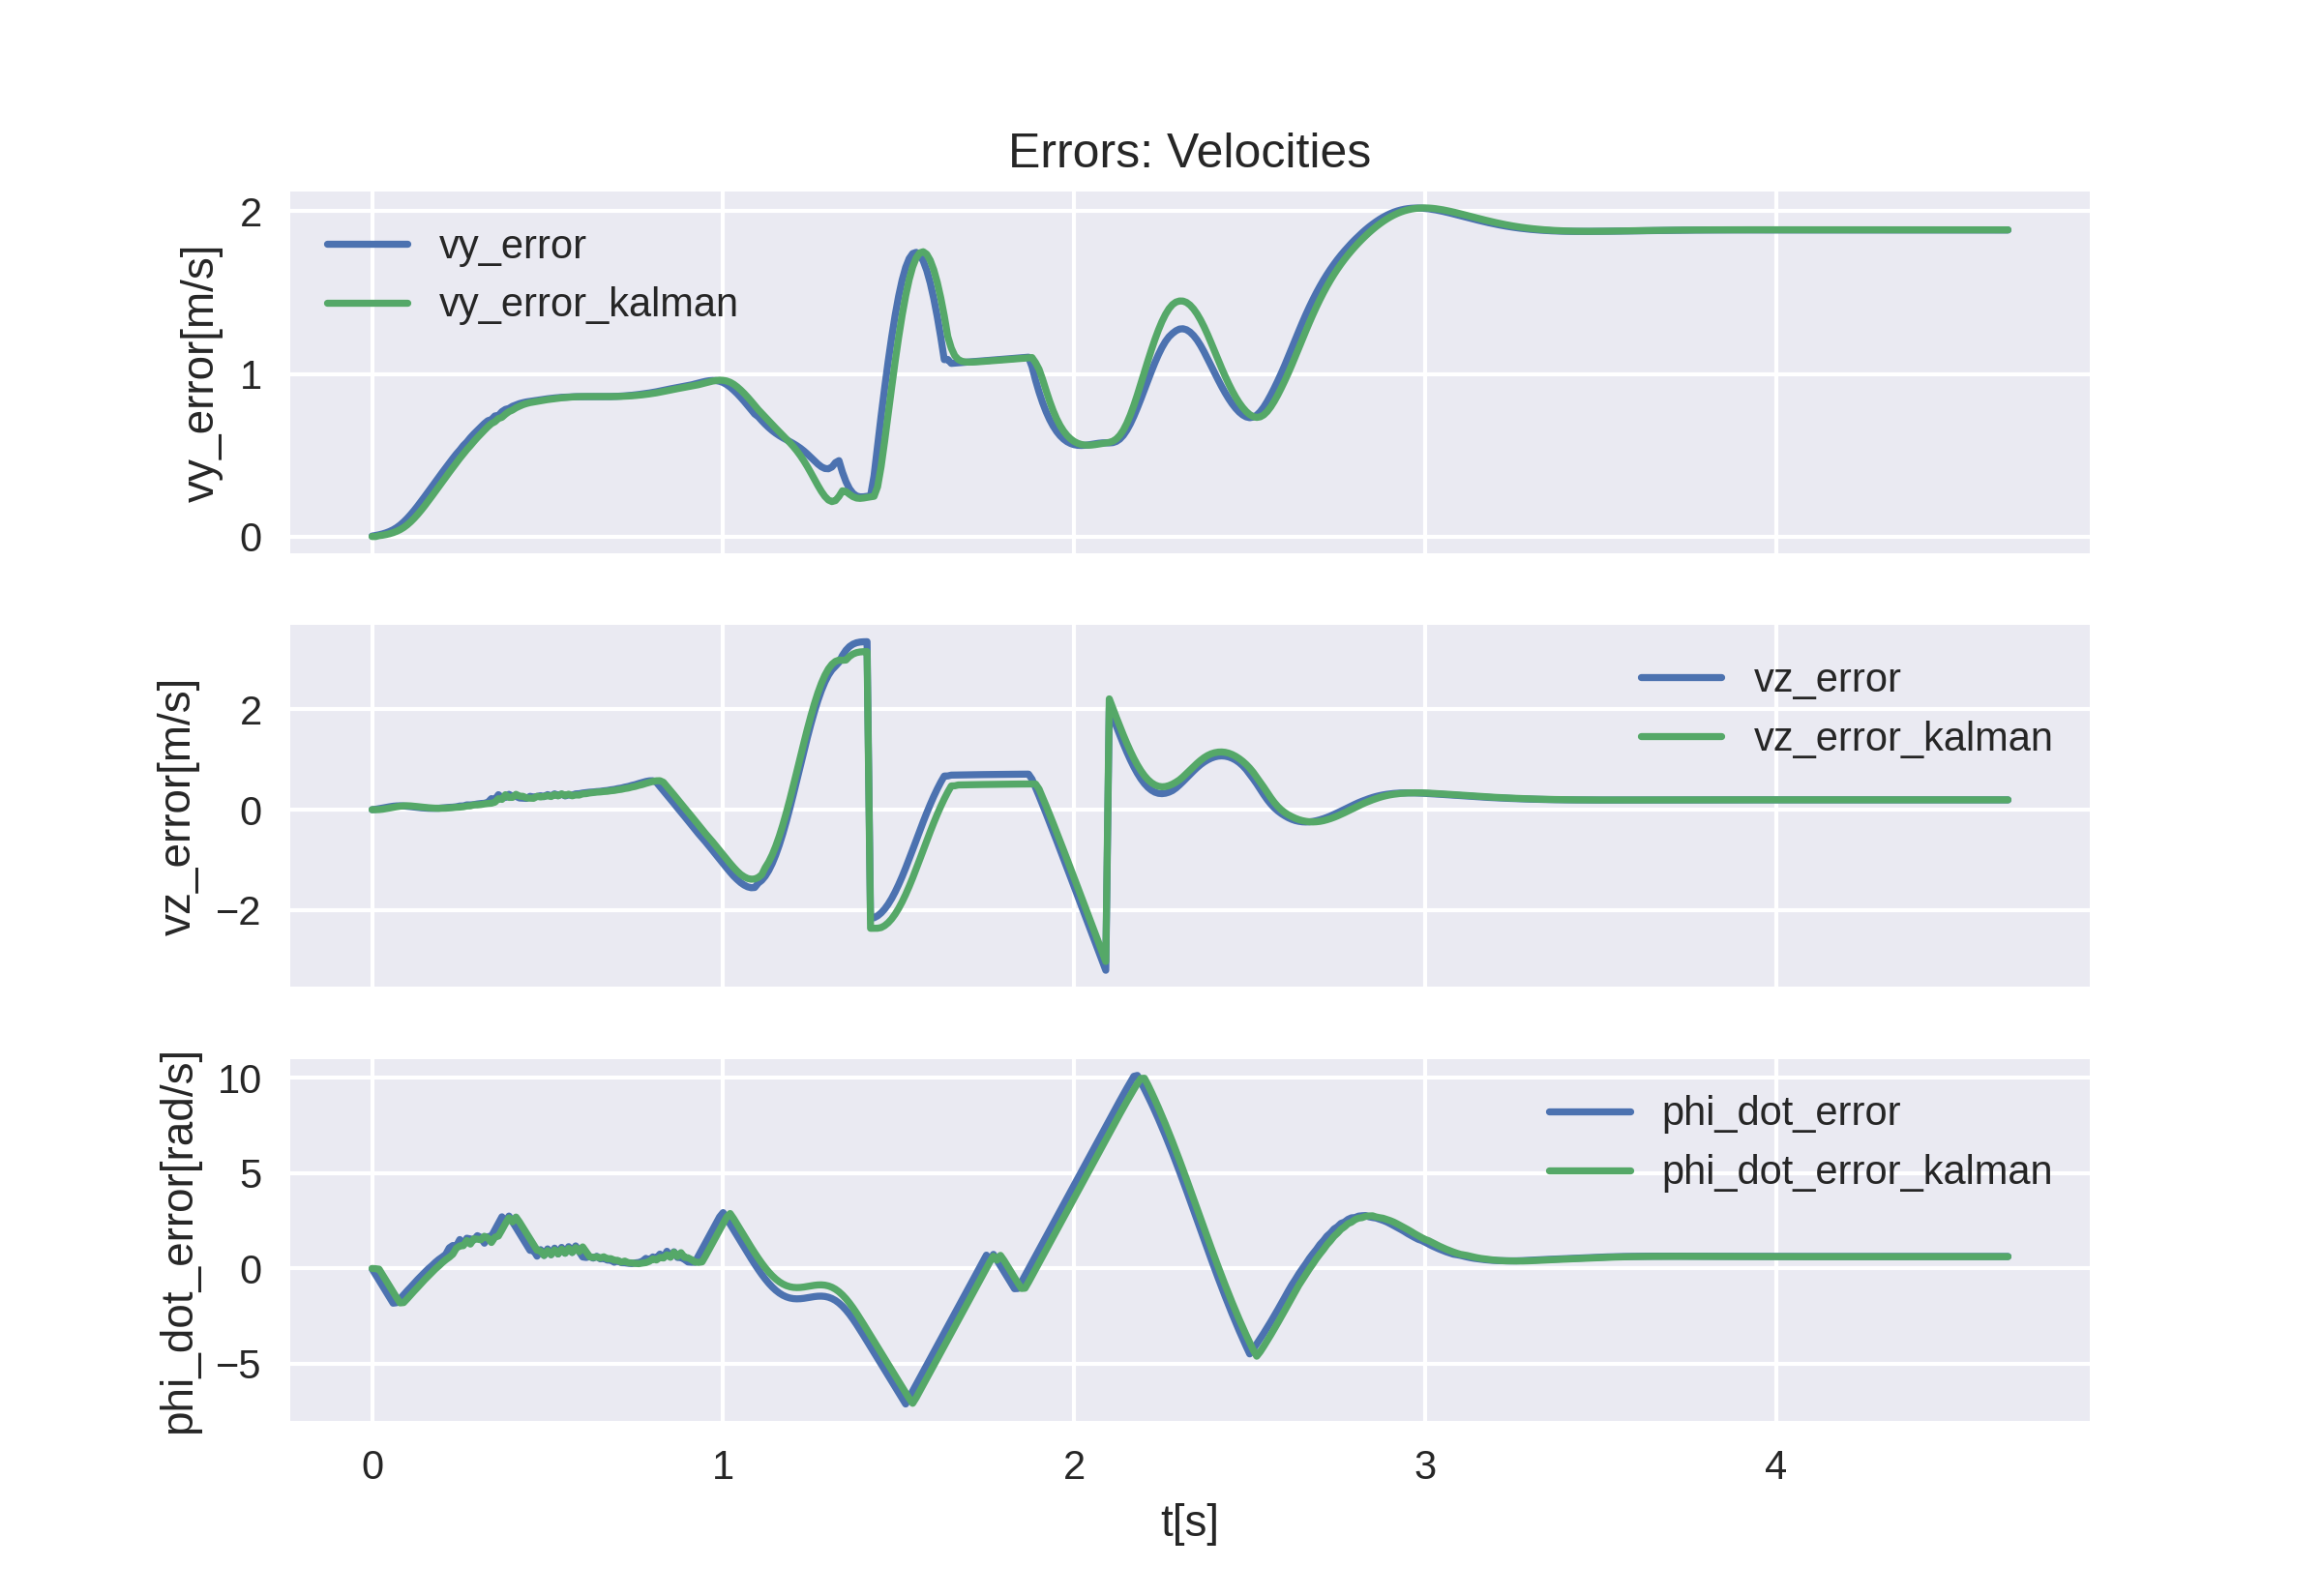 Errors: Velocities
vy_error[m/s]
2
1
0
vy_error
vy_error_kalman
vz_error[m/s]
2
0
−2
vz_error
vz_error_kalman
phi_dot_error[rad/s]
10
5
0
−5
phi_dot_error
phi_dot_error_kalman
0 1 2 3 4
t[s]